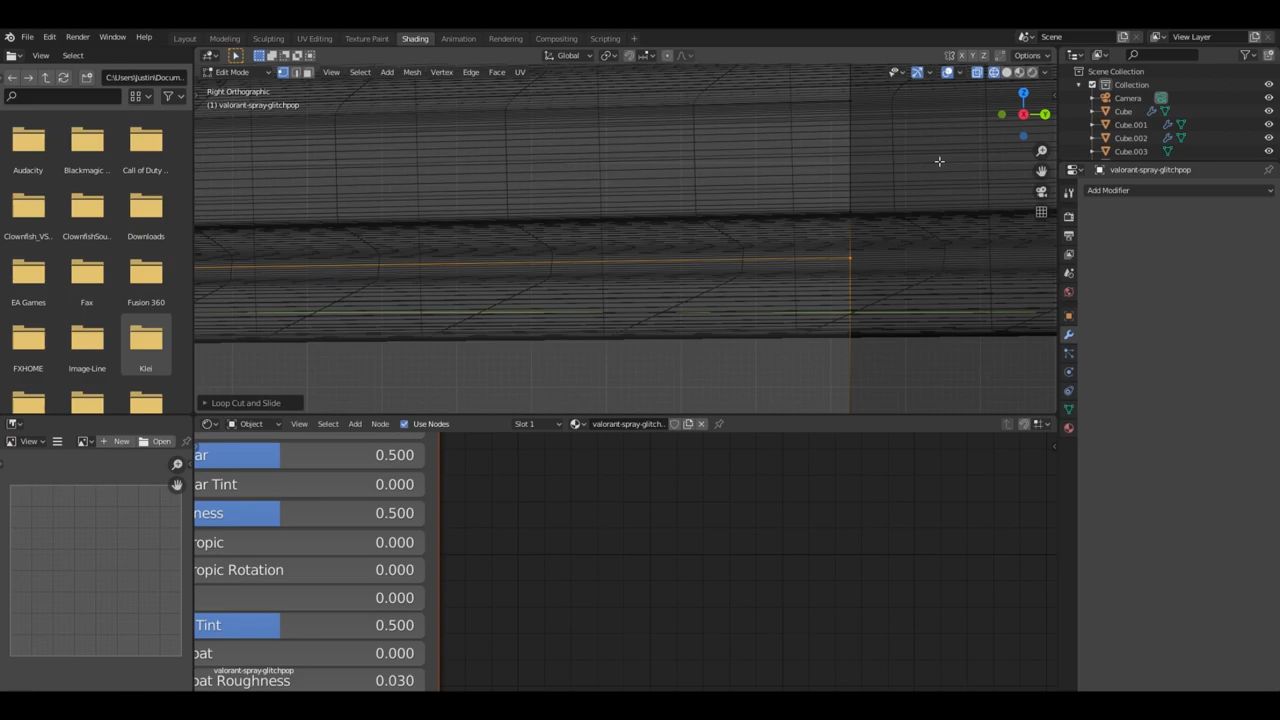 File Edit Render Window Help
Layout Modeling Sculpting UV Editing Texture Paint Shading Animation Rendering Compositing Scripting +
Scene
View Layer
View Select
Global
Options
C:\Users\justin\Docum..
Edit Mode
View Select Add Mesh Vertex Edge Face UV
Right Orthographic
(1) valorant-spray-glitchpop
X Y Z
Z
X
Y
Scene Collection
Collection
Camera
Cube
Cube.001
Cube.002
Cube.003
valorant-spray-glitchpop
Add Modifier
Audacity
Blackmagic ..
Call of Duty ..
Clownfish_VS..
ClownfishSou..
Downloads
EA Games
Fax
Fusion 360
FXHOME
Image-Line
Klei
Loop Cut and Slide
Object
View Select Add Node
Use Nodes
Slot 1
valorant-spray-glitch..
View
New
Open
ar 0.500
ar Tint 0.000
ness 0.500
ropic 0.000
ropic Rotation 0.000
0.000
Tint 0.500
oat 0.000
valorant-spray-glitchpop
oat Roughness 0.030